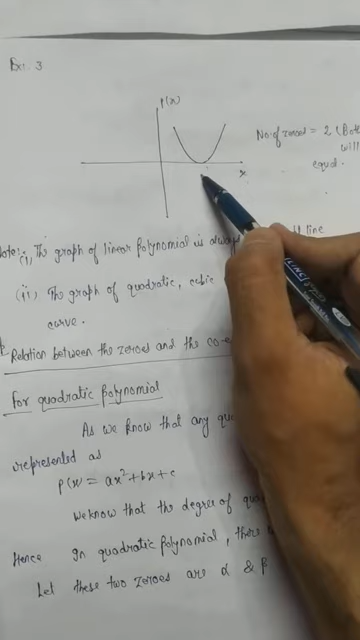 Ex. 3
P(x)
No. of zeroes = 2 (Both
will
equal.
x
Note:- (i) The graph of linear Polynomial is always line
(ii) The graph of quadratic, cubic
curve.
Relation between the zeroes and the co-e
For quadratic Polynomial
As we know that any qua
represented as
P(x) = ax² + bx + c
We know that the degree of qua
Hence In quadratic Polynomial, there
Let these two zeroes are α & β
LINC